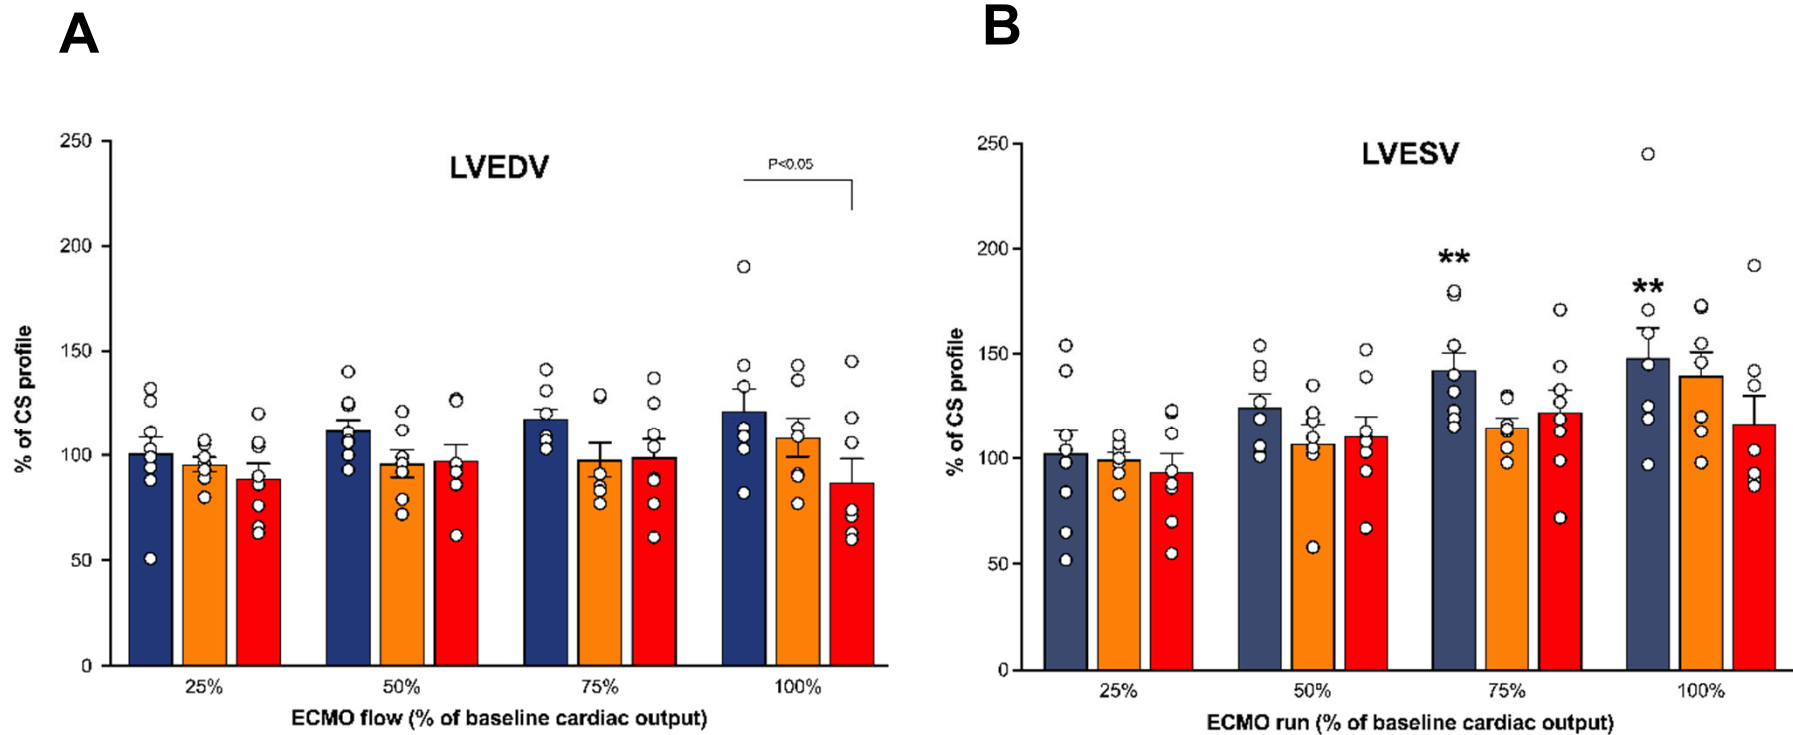 A
LVEDV
P<0.05
% of CS profile
250
200
150
100
50
0
25%
50%
75%
100%
ECMO flow (% of baseline cardiac output)
B
LVESV
**
**
% of CS profile
250
200
150
100
50
0
25%
50%
75%
100%
ECMO run (% of baseline cardiac output)